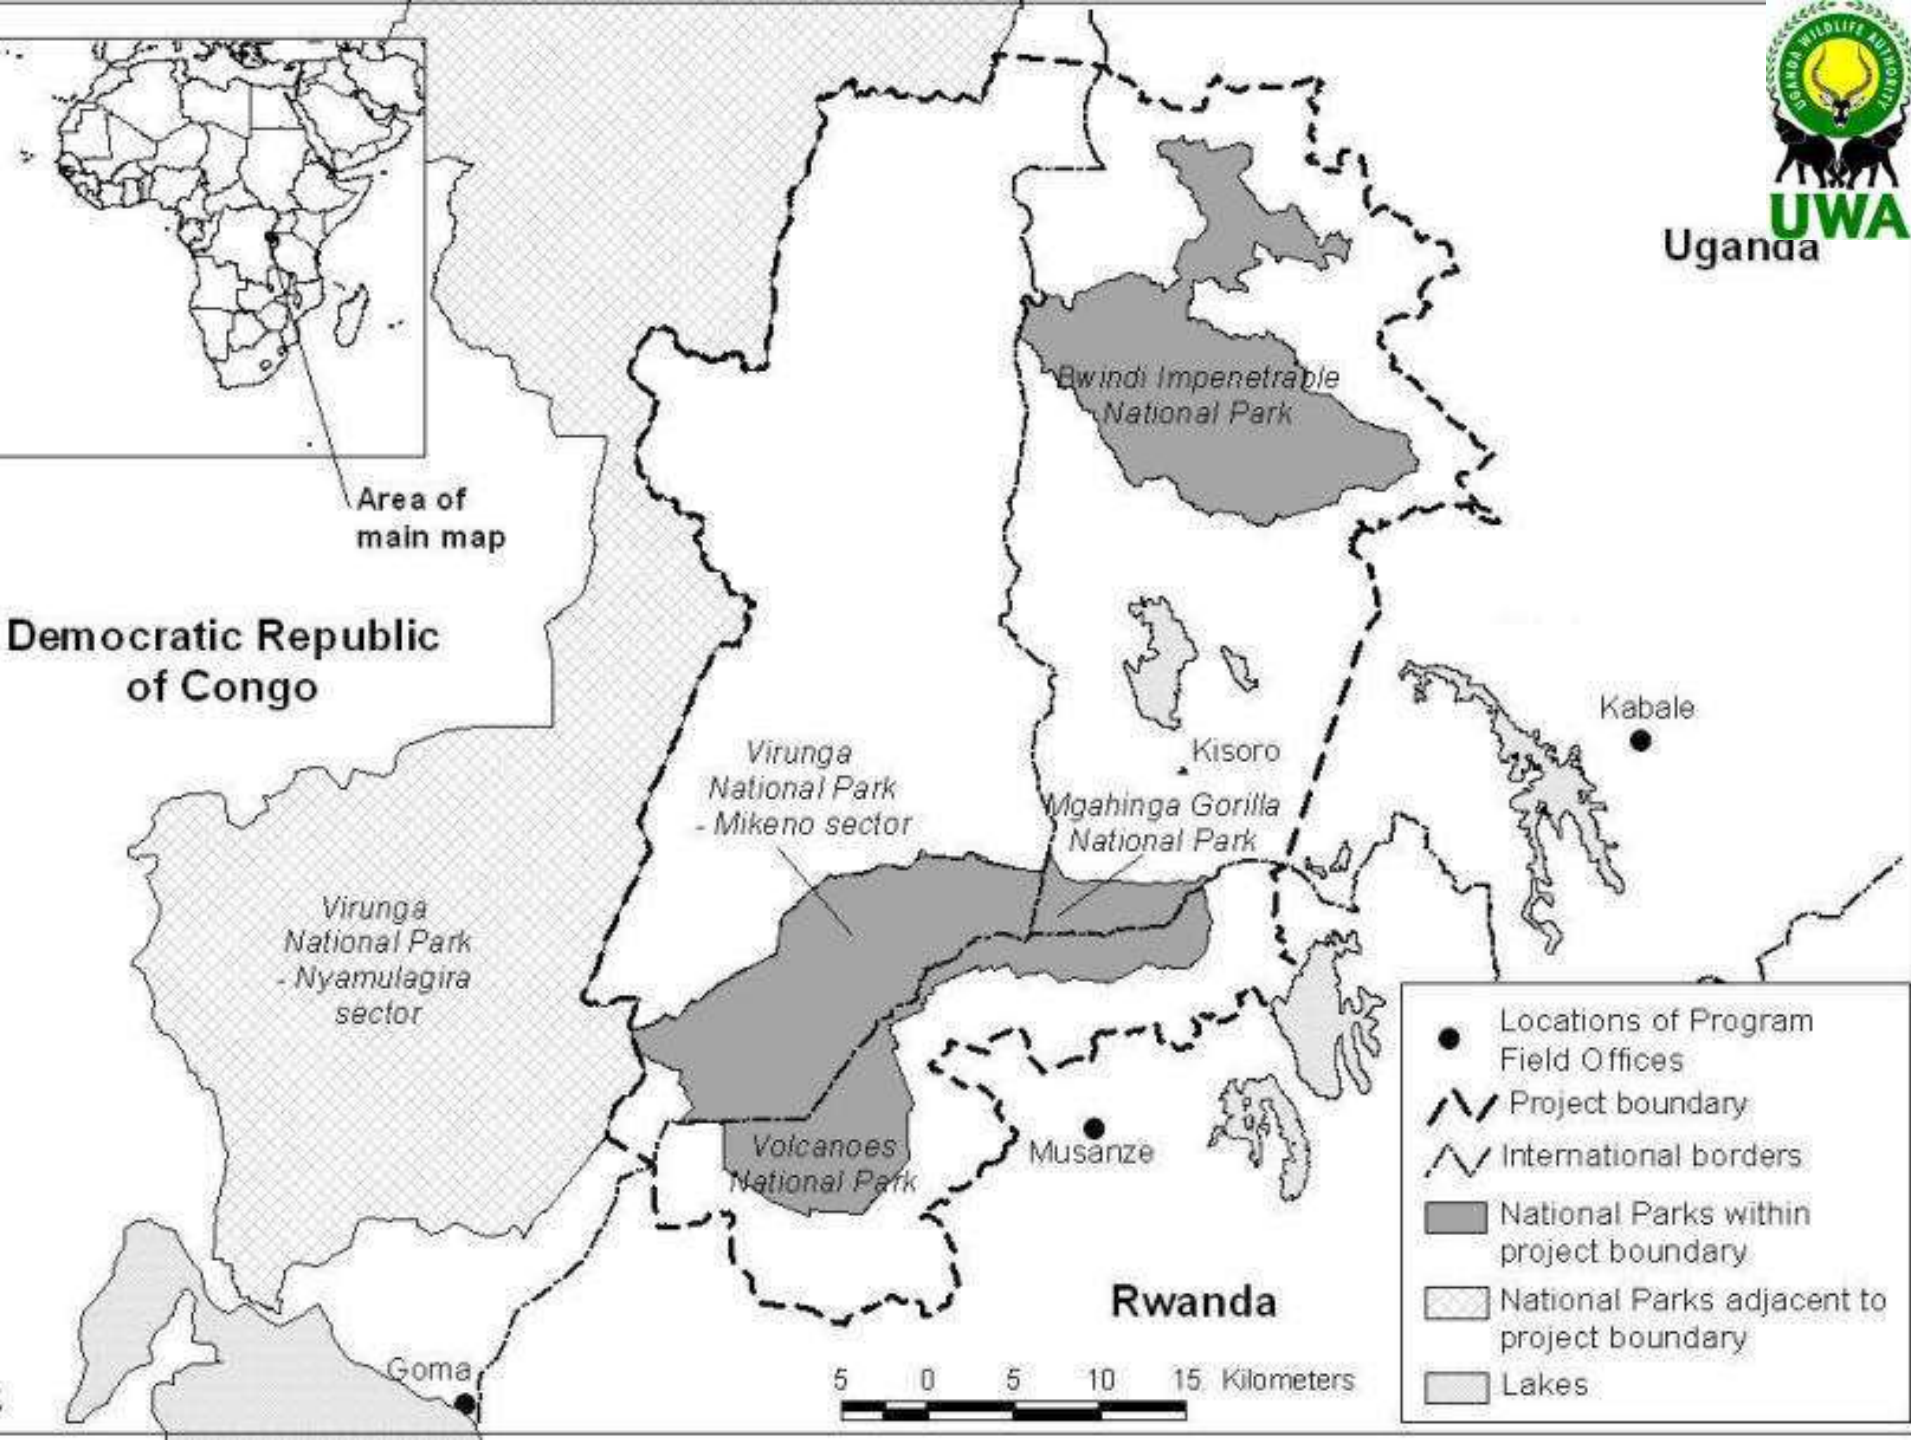 UGANDA WILDLIFE AUTHORITY
UWA
Uganda
Area of
main map
Democratic Republic
of Congo
Bwindi Impenetrable
National Park
Kabale
Kisoro
Virunga
National Park
- Mikeno sector
Mgahinga Gorilla
National Park
Virunga
National Park
- Nyamulagira
sector
Volcanoes
National Park
Musanze
Rwanda
Goma
5 0 5 10 15 Kilometers
Locations of Program
Field Offices
Project boundary
International borders
National Parks within
project boundary
National Parks adjacent to
project boundary
Lakes